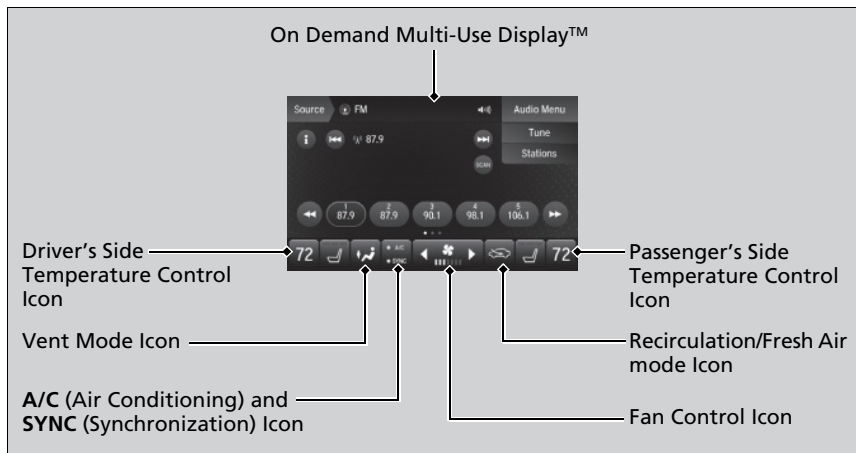 On Demand Multi-Use Display™
Source FM Audio Menu
87.9 Tune
Stations
SCAN
1 2 3 4 5
87.9 87.9 90.1 98.1 106.1
A/C
72 SYNC 72
Driver's Side
Temperature Control
Icon
Vent Mode Icon
A/C (Air Conditioning) and
SYNC (Synchronization) Icon
Passenger's Side
Temperature Control
Icon
Recirculation/Fresh Air
mode Icon
Fan Control Icon